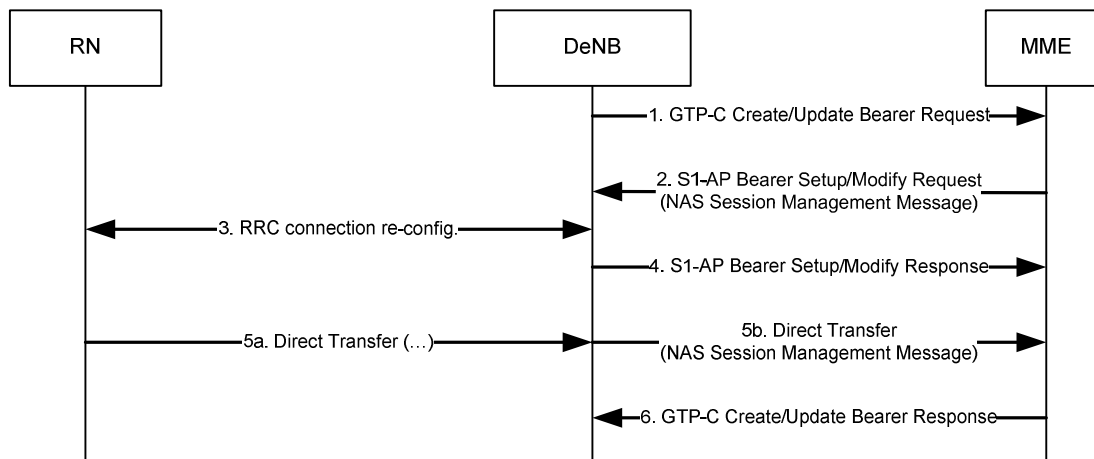 RN
DeNB
MME
1. GTP-C Create/Update Bearer Request
2. S1-AP Bearer Setup/Modify Request
(NAS Session Management Message)
3. RRC connection re-config.
4. S1-AP Bearer Setup/Modify Response
5a. Direct Transfer (…)
5b. Direct Transfer
(NAS Session Management Message)
6. GTP-C Create/Update Bearer Response